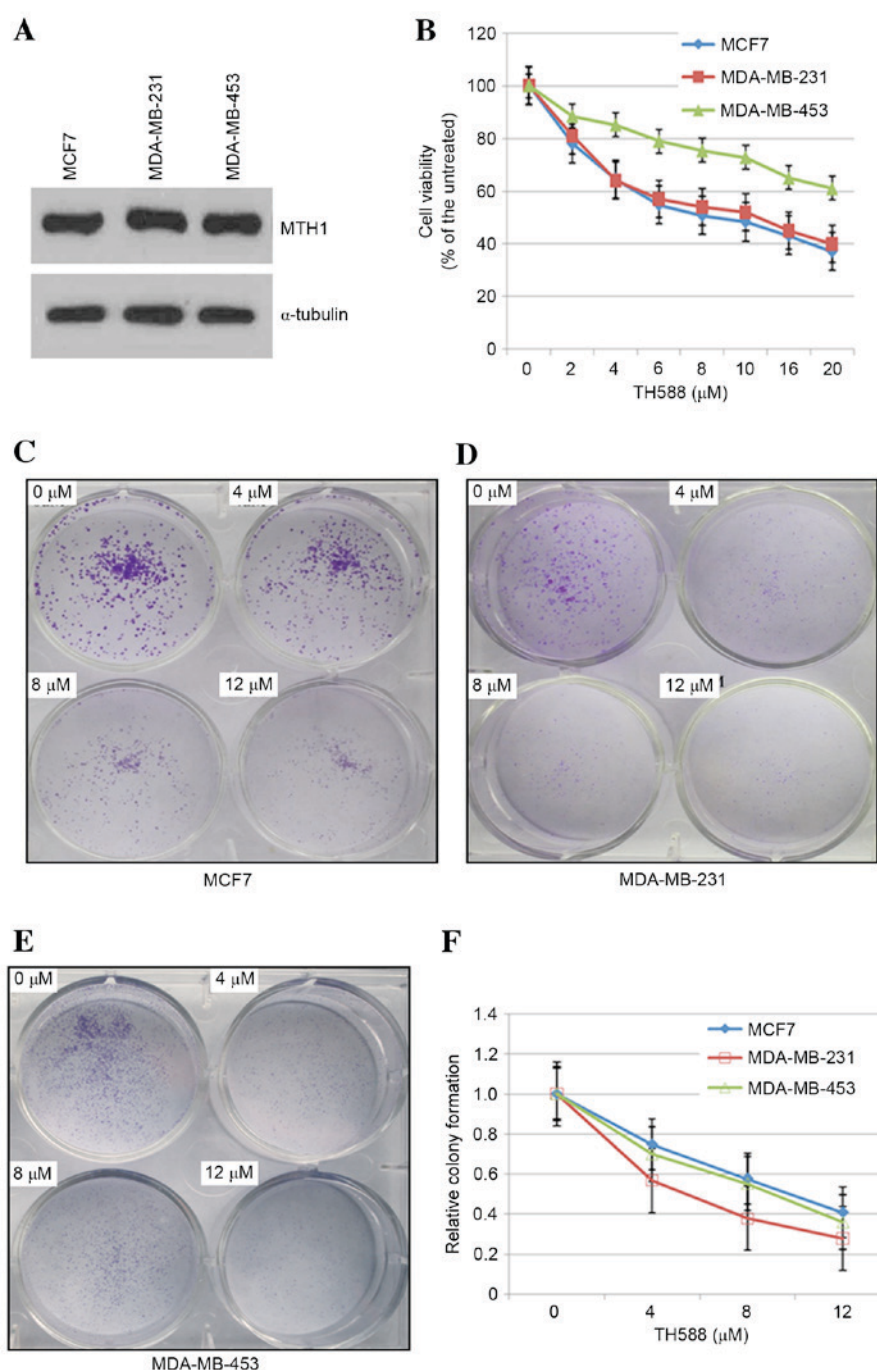 A
MCF7
MDA-MB-231
MDA-MB-453
MTH1
α-tubulin
B
120
100
80
60
40
20
0
Cell viability
(% of the untreated)
MCF7
MDA-MB-231
MDA-MB-453
0 2 4 6 8 10 16 20
TH588 (μM)
C
0 μM
4 μM
8 μM
12 μM
MCF7
D
0 μM
4 μM
8 μM
12 μM
MDA-MB-231
E
0 μM
4 μM
8 μM
12 μM
MDA-MB-453
F
1.4
1.2
1.0
0.8
0.6
0.4
0.2
0
Relative colony formation
MCF7
MDA-MB-231
MDA-MB-453
0 4 8 12
TH588 (μM)